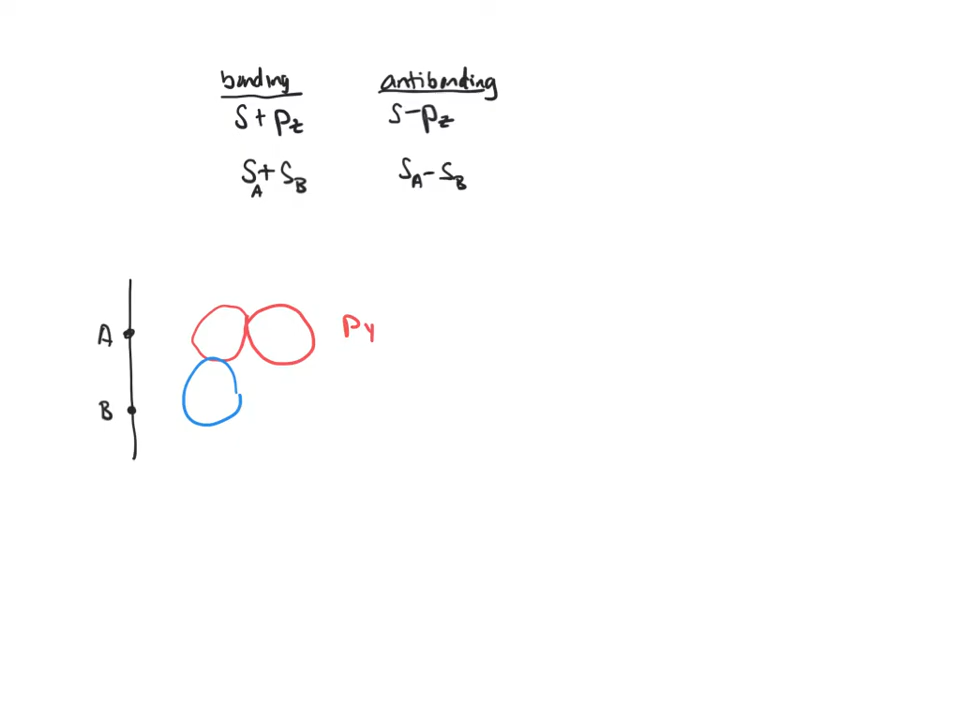 bonding antibonding
S+Pz S-Pz
SA+SB SA-SB
A Py
B